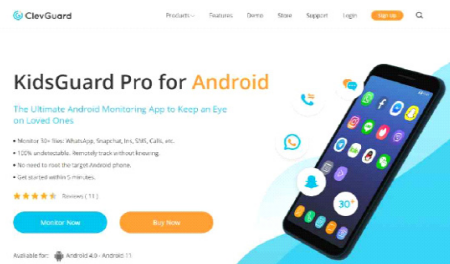 ClevGuard
Products Features Demo Store Support Login Sign up
KidsGuard Pro for Android
The Ultimate Android Monitoring App to Keep an Eye
on Loved Ones
• Monitor 30+ files: WhatsApp, Snapchat, Ins, SMS, Calls, etc.
• 100% undetectable. Remotely track without knowing.
• No need to root the target Android phone.
• Get started within 5 minutes.
Reviews ( 11 )
Monitor Now Buy Now
30+
Available for: Android 4.0 - Android 11